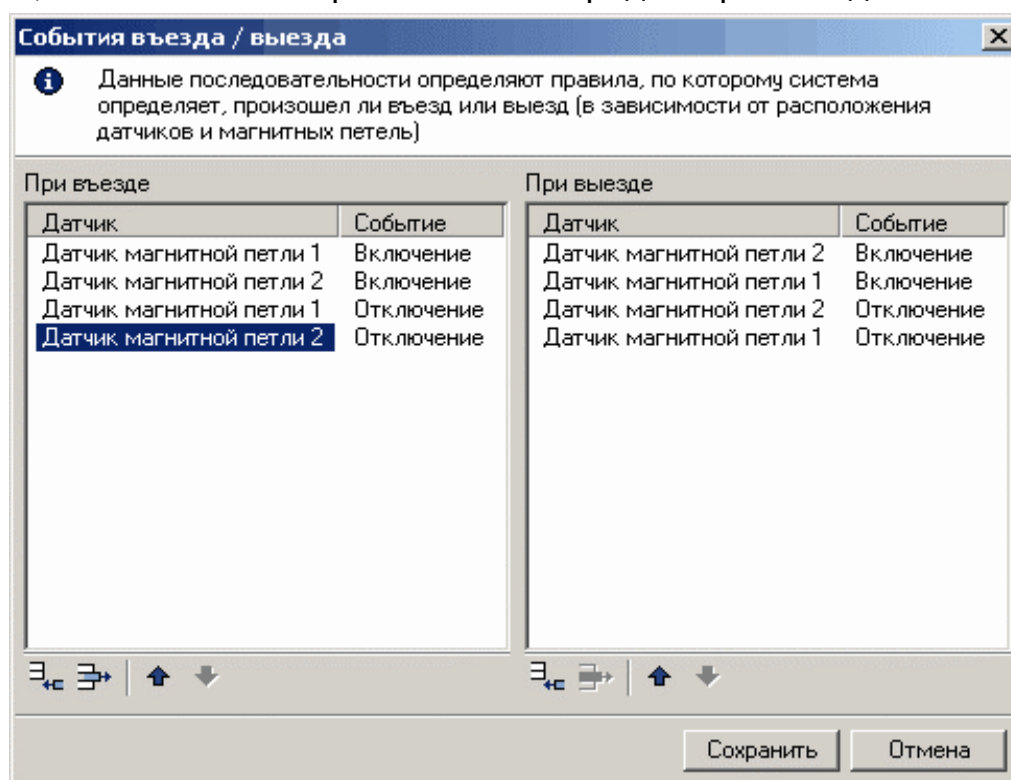 События въезда / выезда
Данные последовательности определяют правила, по которому система
определяет, произошел ли въезд или выезд (в зависимости от расположения
датчиков и магнитных петель)
При въезде
Датчик Событие
Датчик магнитной петли 1 Включение
Датчик магнитной петли 2 Включение
Датчик магнитной петли 1 Отключение
Датчик магнитной петли 2 Отключение
При выезде
Датчик Событие
Датчик магнитной петли 2 Включение
Датчик магнитной петли 1 Включение
Датчик магнитной петли 2 Отключение
Датчик магнитной петли 1 Отключение
Сохранить Отмена